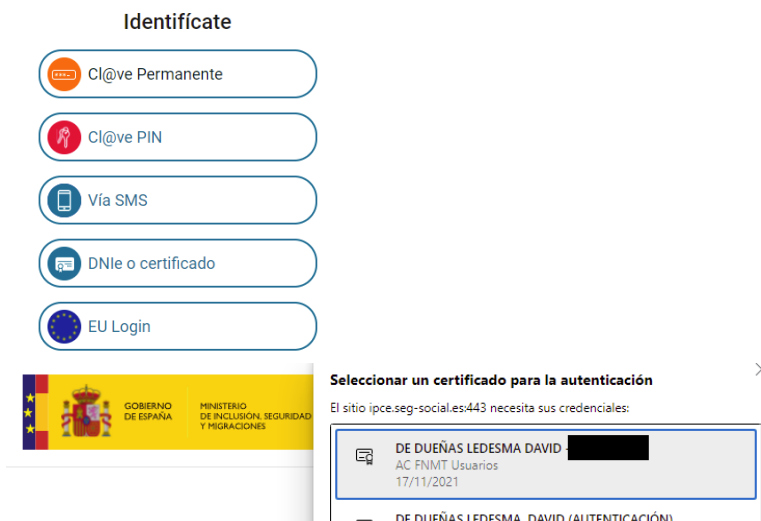 Identifícate
Cl@ve Permanente
Cl@ve PIN
Vía SMS
DNIe o certificado
EU Login
GOBIERNO
DE ESPAÑA
MINISTERIO
DE INCLUSIÓN, SEGURIDAD
Y MIGRACIONES
Seleccionar un certificado para la autenticación
El sitio ipce.seg-social.es:443 necesita sus credenciales:
DE DUEÑAS LEDESMA DAVID -
AC FNMT Usuarios
17/11/2021
DE DUEÑAS LEDESMA, DAVID (AUTENTICACIÓN)